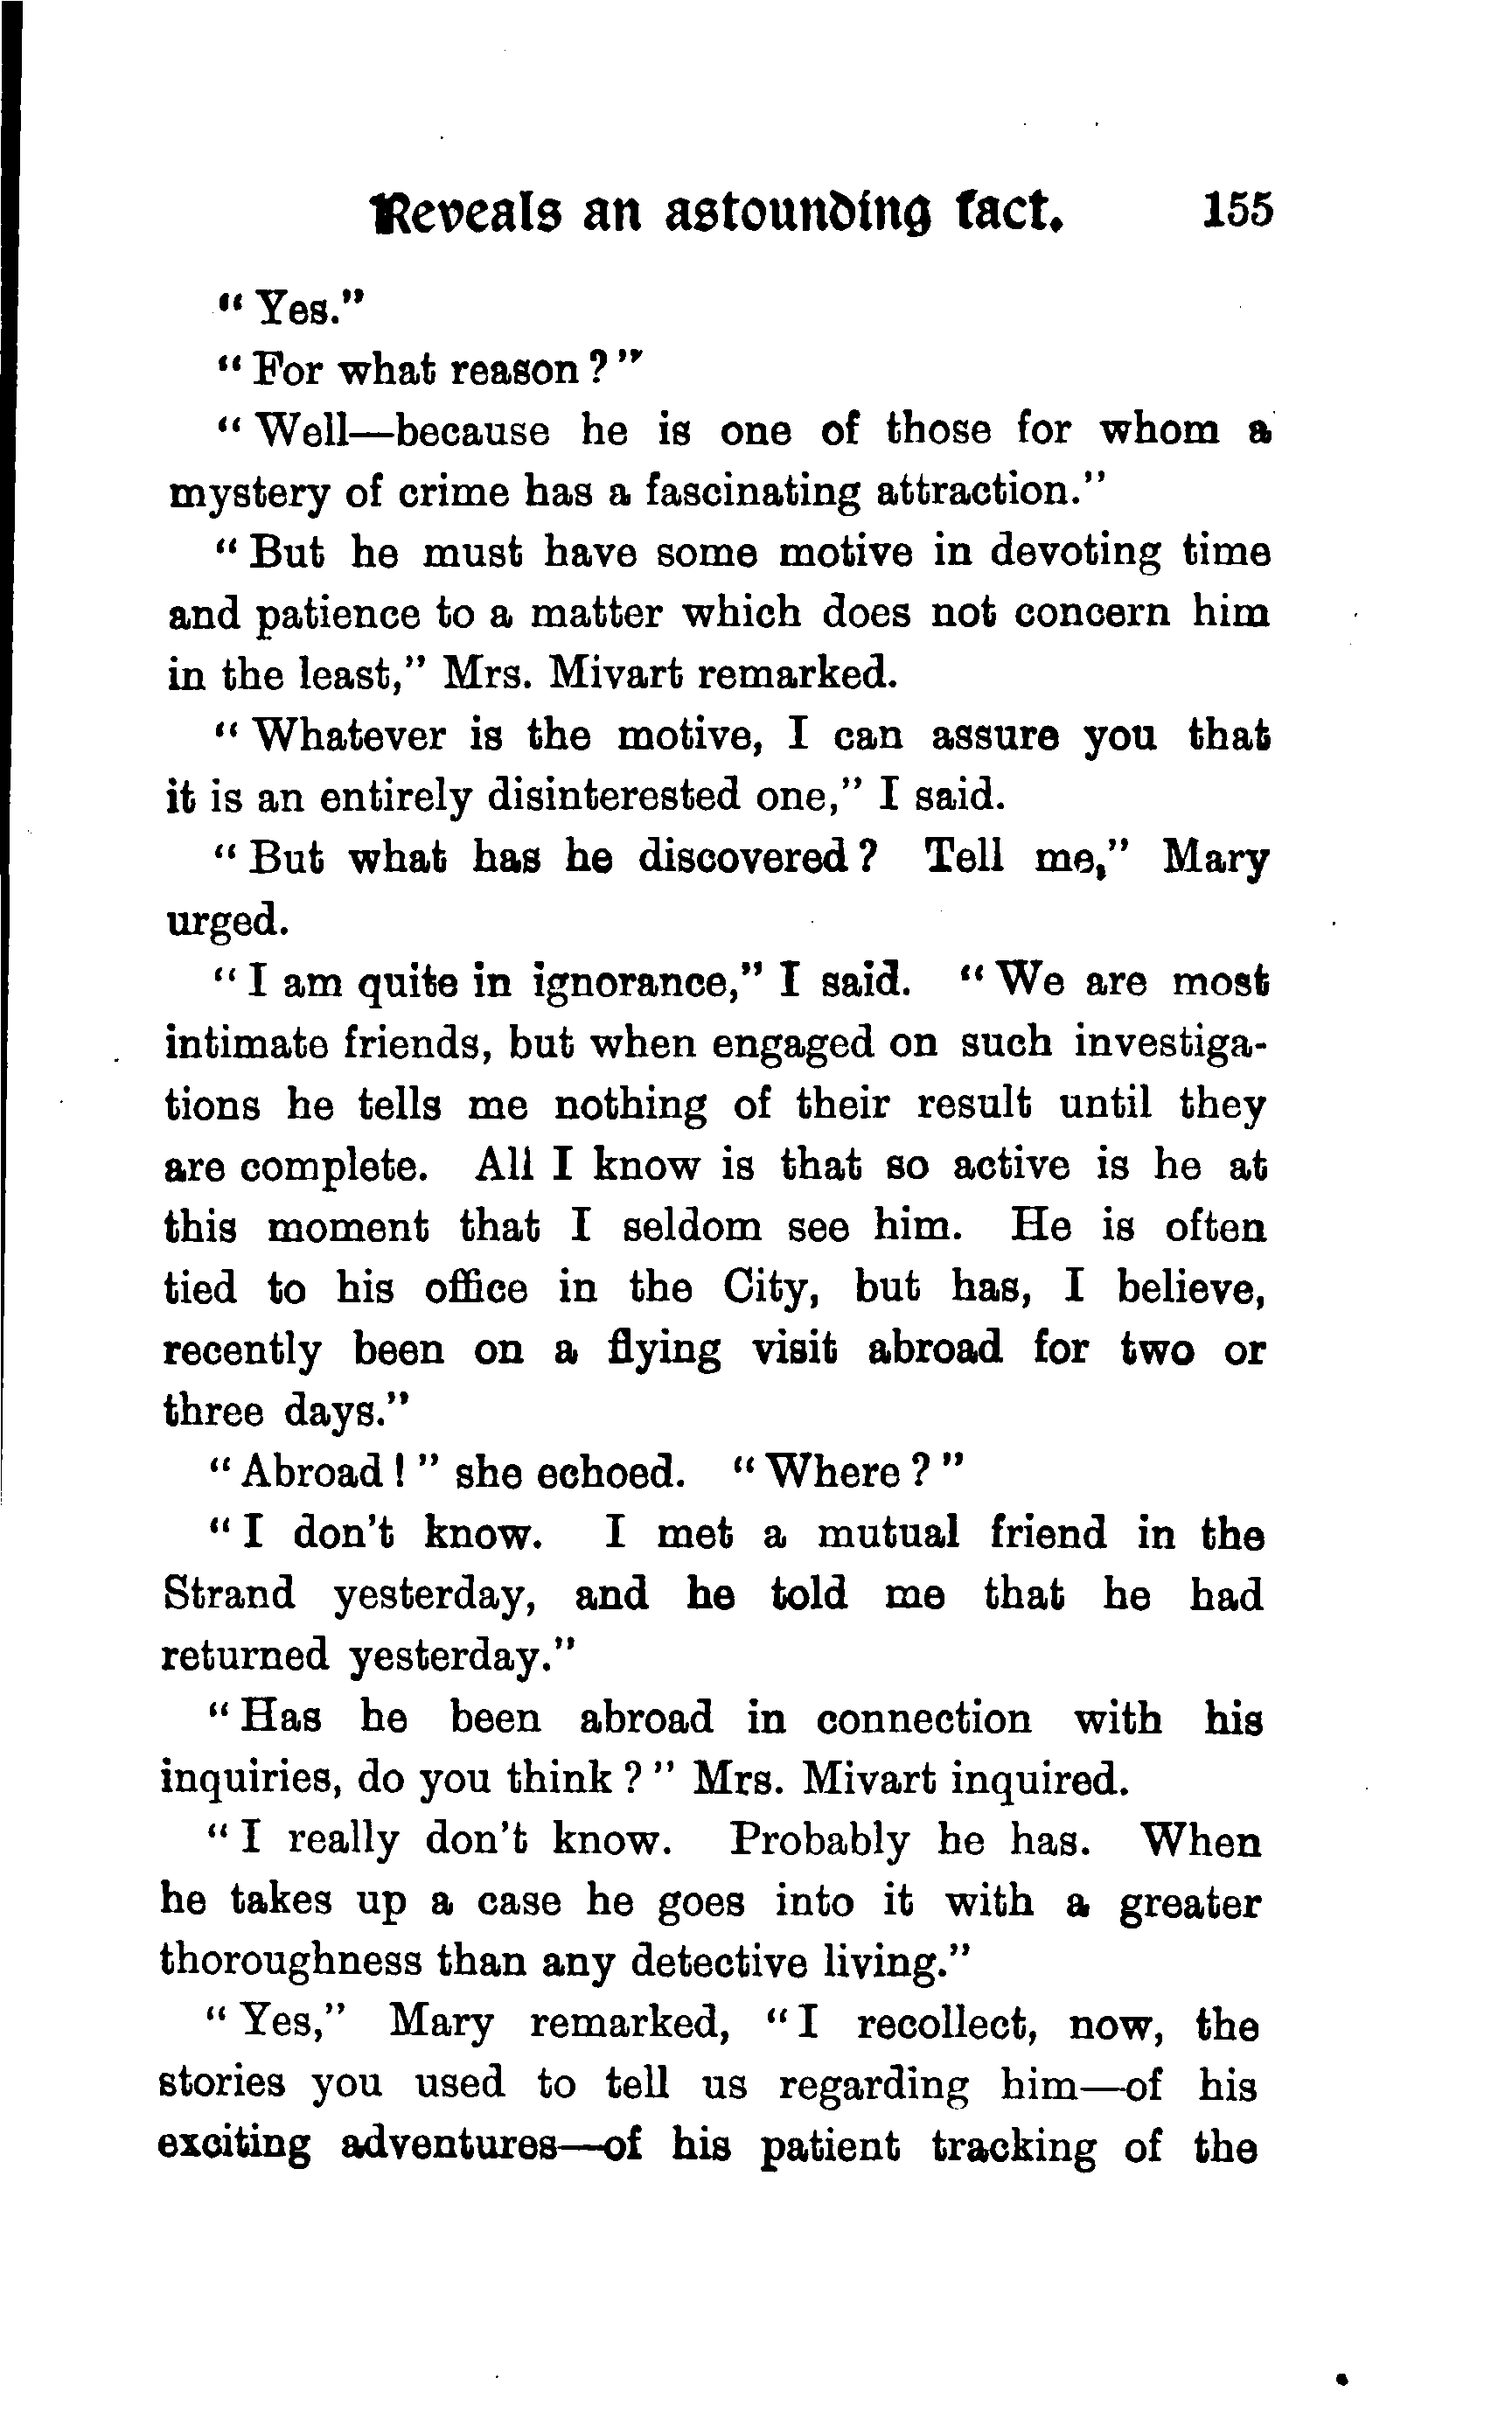 Reveals an astounding fact. 155
"Yes."
"For what reason?"
"Well—because he is one of those for whom a
mystery of crime has a fascinating attraction."
"But he must have some motive in devoting time
and patience to a matter which does not concern him
in the least," Mrs. Mivart remarked.
"Whatever is the motive, I can assure you that
it is an entirely disinterested one," I said.
"But what has he discovered? Tell me," Mary
urged.
"I am quite in ignorance," I said. "We are most
intimate friends, but when engaged on such investiga-
tions he tells me nothing of their result until they
are complete. All I know is that so active is he at
this moment that I seldom see him. He is often
tied to his office in the City, but has, I believe,
recently been on a flying visit abroad for two or
three days."
"Abroad!" she echoed. "Where?"
"I don't know. I met a mutual friend in the
Strand yesterday, and he told me that he had
returned yesterday."
"Has he been abroad in connection with his
inquiries, do you think?" Mrs. Mivart inquired.
"I really don't know. Probably he has. When
he takes up a case he goes into it with a greater
thoroughness than any detective living."
"Yes," Mary remarked, "I recollect, now, the
stories you used to tell us regarding him—of his
exciting adventures—of his patient tracking of the